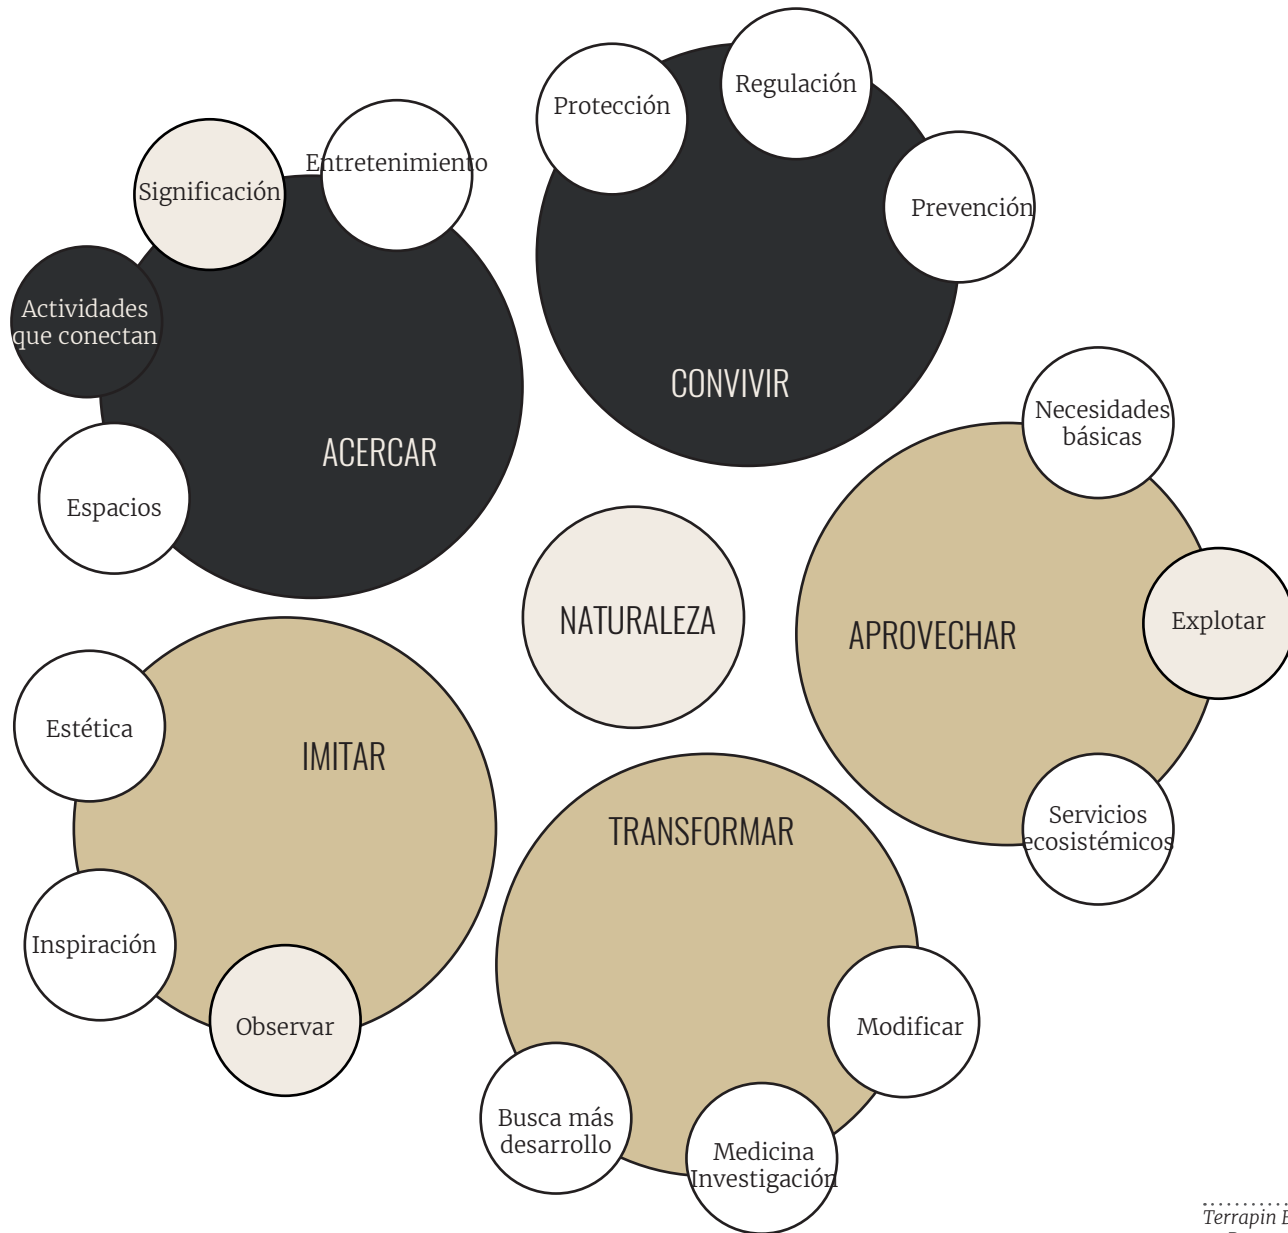 Protección
Regulación
Prevención
CONVIVIR
Entretenimiento
Significación
Actividades
que conectan
Espacios
ACERCAR
NATURALEZA
Necesidades
básicas
Explotar
Servicios
ecosistémicos
APROVECHAR
Estética
Inspiración
Observar
IMITAR
TRANSFORMAR
Modificar
Medicina
Investigación
Busca más
desarrollo
Terrapin